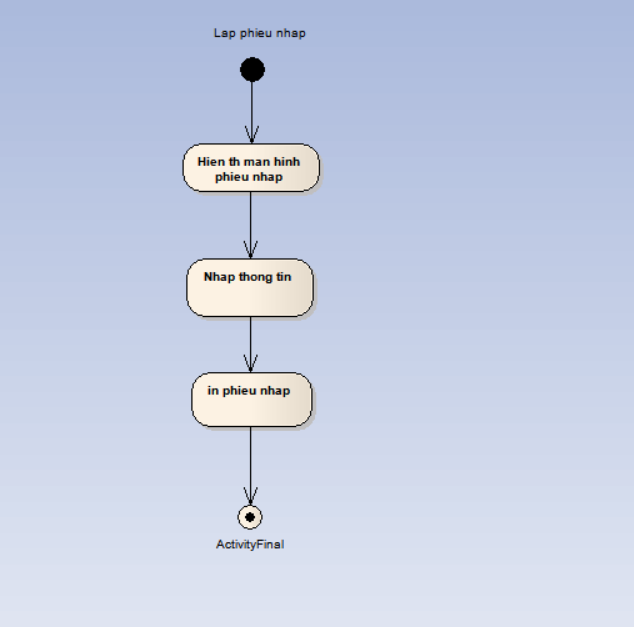 Lap phieu nhap
Hien th man hinh
phieu nhap
Nhap thong tin
in phieu nhap
ActivityFinal